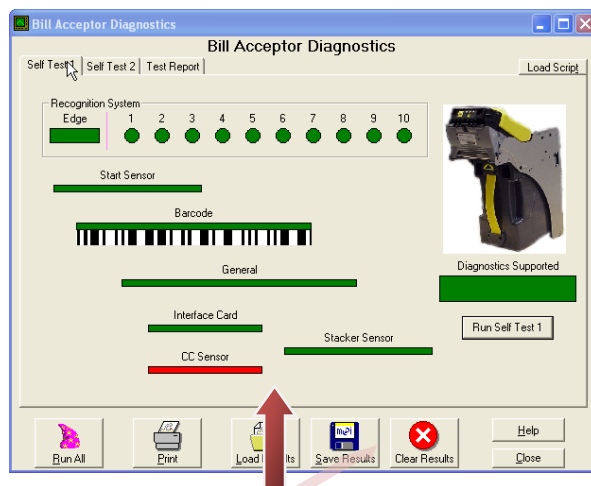 Bill Acceptor Diagnostics
Bill Acceptor Diagnostics
Self Test 1 Self Test 2 Test Report Load Script
Recognition System
Edge 1 2 3 4 5 6 7 8 9 10
Start Sensor
Barcode
General
Diagnostics Supported
Interface Card
Run Self Test 1
Stacker Sensor
CC Sensor
mei
Run All Print Load Save Results Clear Results
Help
Close